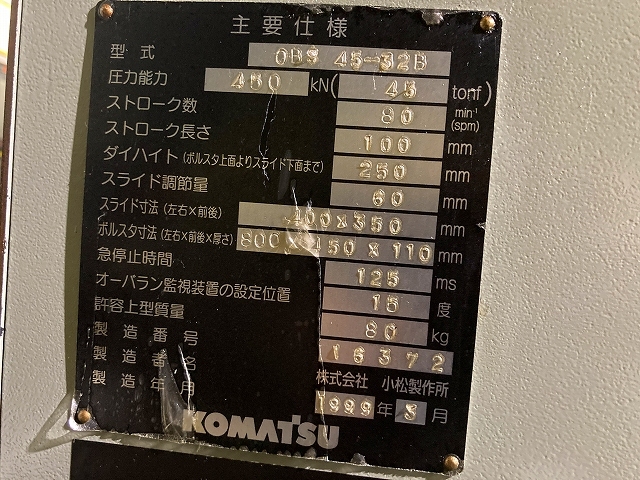 主要仕様
型式 OBS 45-32B
圧力能力 450 kN( 45 tonf)
ストローク数 80 min⁻¹(spm)
ストローク長さ 100 mm
ダイハイト(ボルスタ上面よりスライド下面まで) 250 mm
スライド調節量 60 mm
スライド寸法(左右×前後) 400x350 mm
ボルスタ寸法(左右×前後×厚さ) 800x450x110 mm
急停止時間 125 ms
オーバラン監視装置の設定位置 15 度
許容上型質量 80 kg
製造番号 16372
製造者名 株式会社 小松製作所
製造年月 1999年 月
KOMATSU